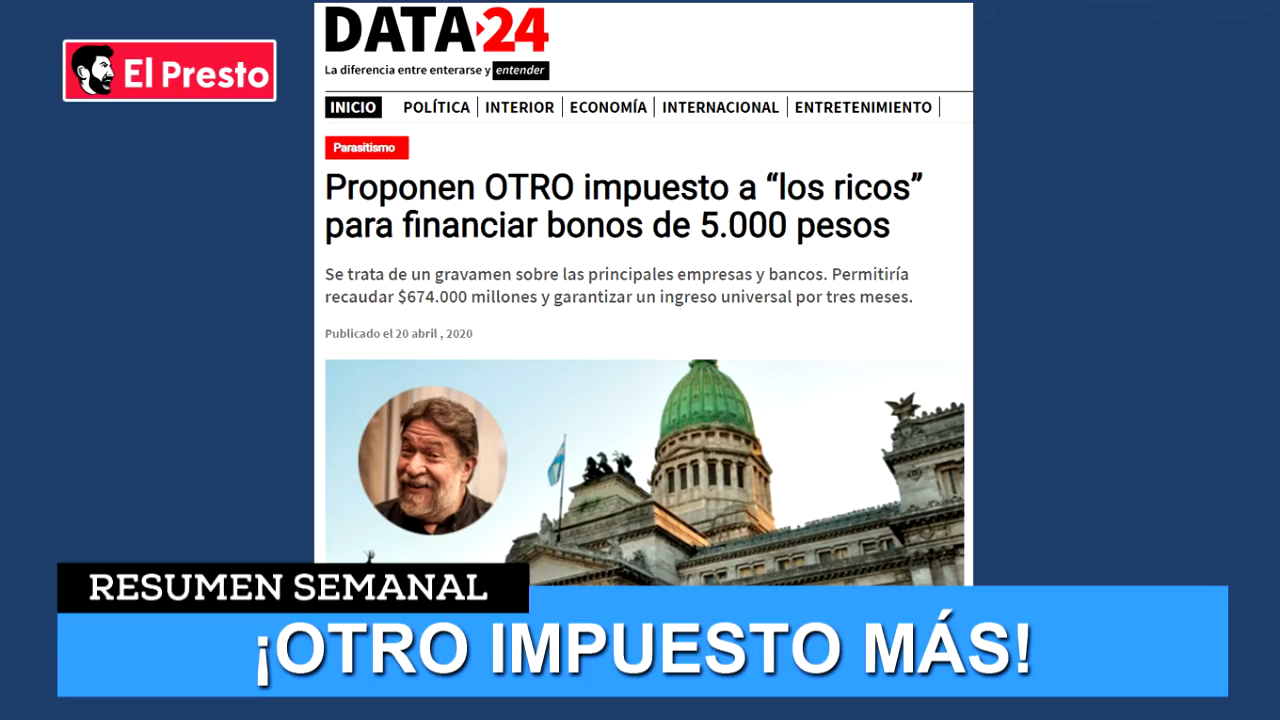 El Presto
DATA24
La diferencia entre enterarse y entender
INICIO POLÍTICA INTERIOR ECONOMÍA INTERNACIONAL ENTRETENIMIENTO
Parasitismo
Proponen OTRO impuesto a “los ricos”
para financiar bonos de 5.000 pesos
Se trata de un gravamen sobre las principales empresas y bancos. Permitiría
recaudar $674.000 millones y garantizar un ingreso universal por tres meses.
Publicado el 20 abril , 2020
RESUMEN SEMANAL
¡OTRO IMPUESTO MÁS!